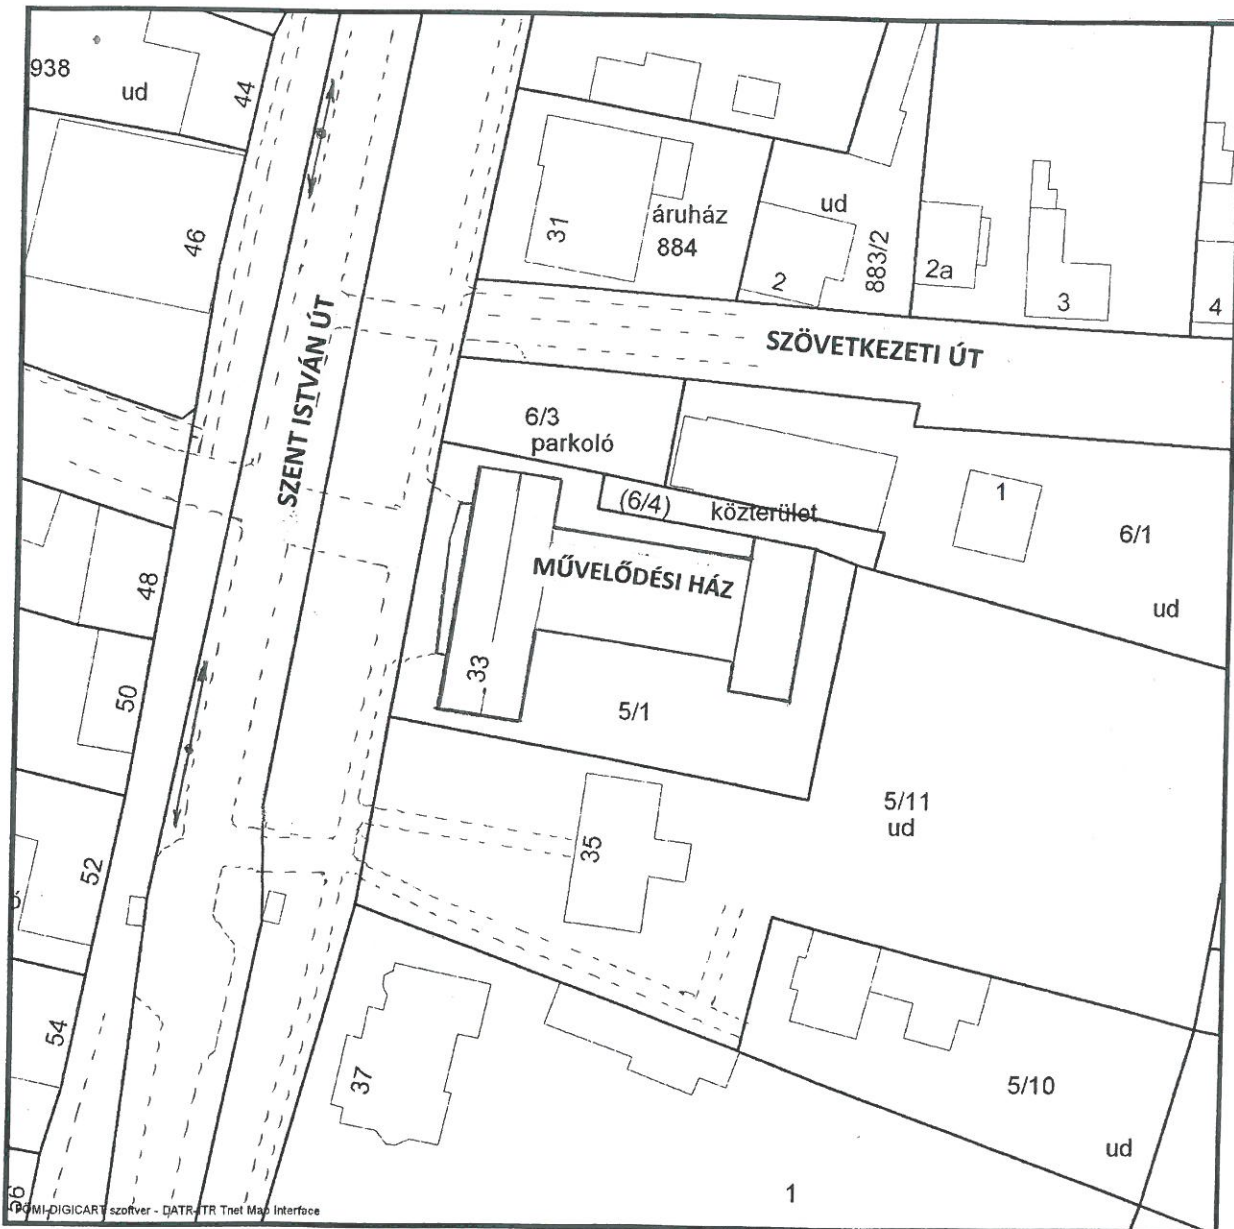 938
ud
44
46
31
áruház
884
ud
2
883/2
2a
3
4
SZENT ISTVÁN ÚT
SZÖVETKEZETI ÚT
6/3
parkoló
(6/4)
közterület
1
6/1
ud
MŰVELŐDÉSI HÁZ
33
5/1
48
50
5/11
ud
35
52
54
37
5/10
ud
1
56
FÖMI-DIGICART szoftver - DATR-ITR Tnet Map Interface